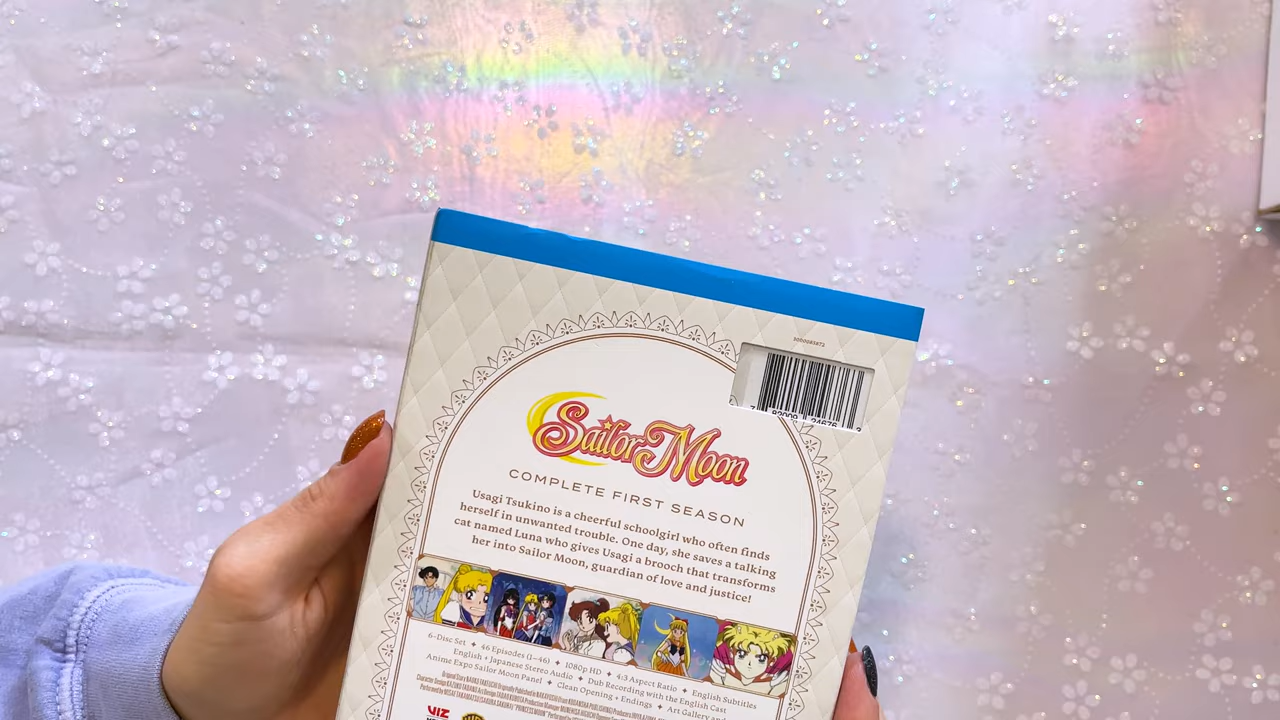 3000085872
Sailor Moon
COMPLETE FIRST SEASON
Usagi Tsukino is a cheerful schoolgirl who often finds
herself in unwanted trouble. One day, she saves a talking
cat named Luna who gives Usagi a brooch that transforms
her into Sailor Moon, guardian of love and justice!
6-Disc Set ✦ 46 Episodes (1–46) ✦ 1080p HD ✦ 4:3 Aspect Ratio ✦ English Subtitles
English + Japanese Stereo Audio ✦ Dub Recording with the English Cast
Anime Expo Sailor Moon Panel ✦ Clean Opening + Endings ✦ Art Gallery and
VIZ